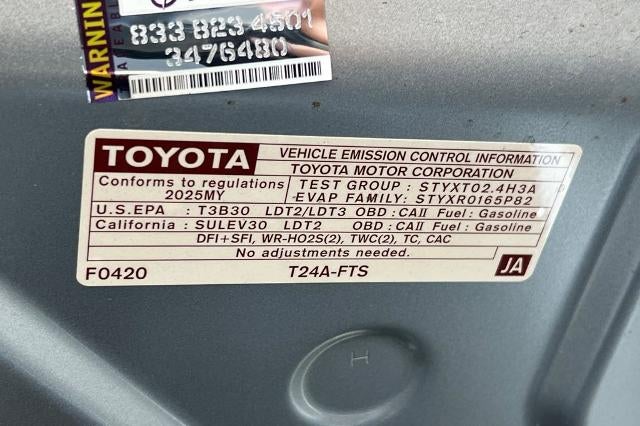 WARNING
833 823 4501
3476480
TOYOTA
VEHICLE EMISSION CONTROL INFORMATION
TOYOTA MOTOR CORPORATION
Conforms to regulations
2025MY
TEST GROUP : STYXT02.4H3A
EVAP FAMILY: STYXR0165P82
U.S.EPA : T3B30 LDT2/LDT3 OBD : CAII Fuel : Gasoline
California : SULEV30 LDT2 OBD : CAII Fuel : Gasoline
DFI+SFI, WR-HO2S(2), TWC(2), TC, CAC
No adjustments needed.
F0420 T24A-FTS JA
H